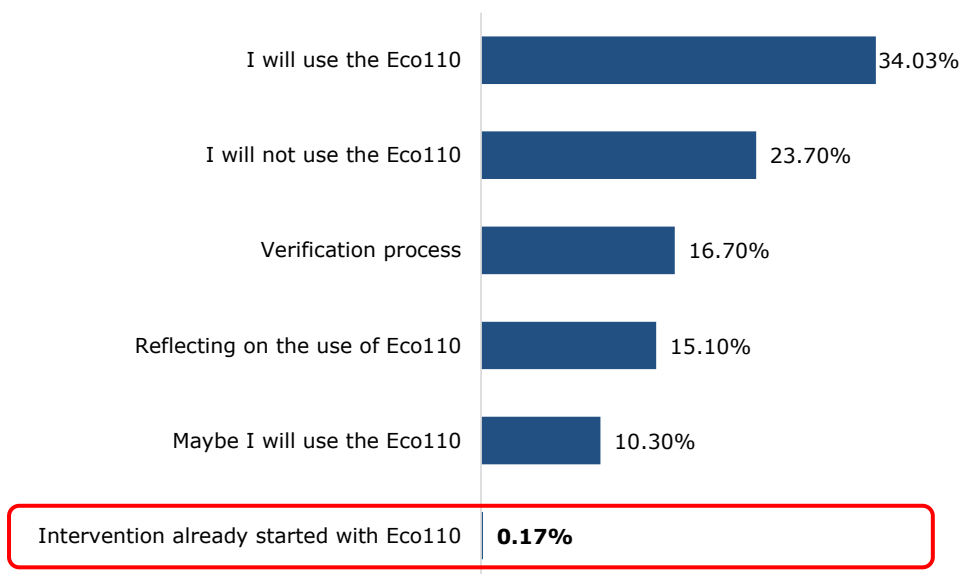 I will use the Eco110 34.03%
I will not use the Eco110 23.70%
Verification process 16.70%
Reflecting on the use of Eco110 15.10%
Maybe I will use the Eco110 10.30%
Intervention already started with Eco110 0.17%